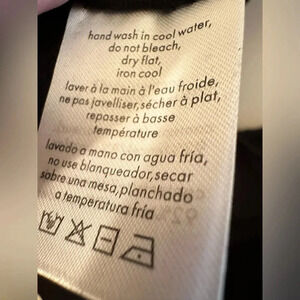 hand wash in cool water,
do not bleach,
dry flat,
iron cool
laver à la main à l'eau froide,
ne pas javelliser, sécher à plat,
repasser à basse
température
lavado a mano con agua fría,
no use blanqueador, secar
sobre una mesa, planchado
a temperatura fría